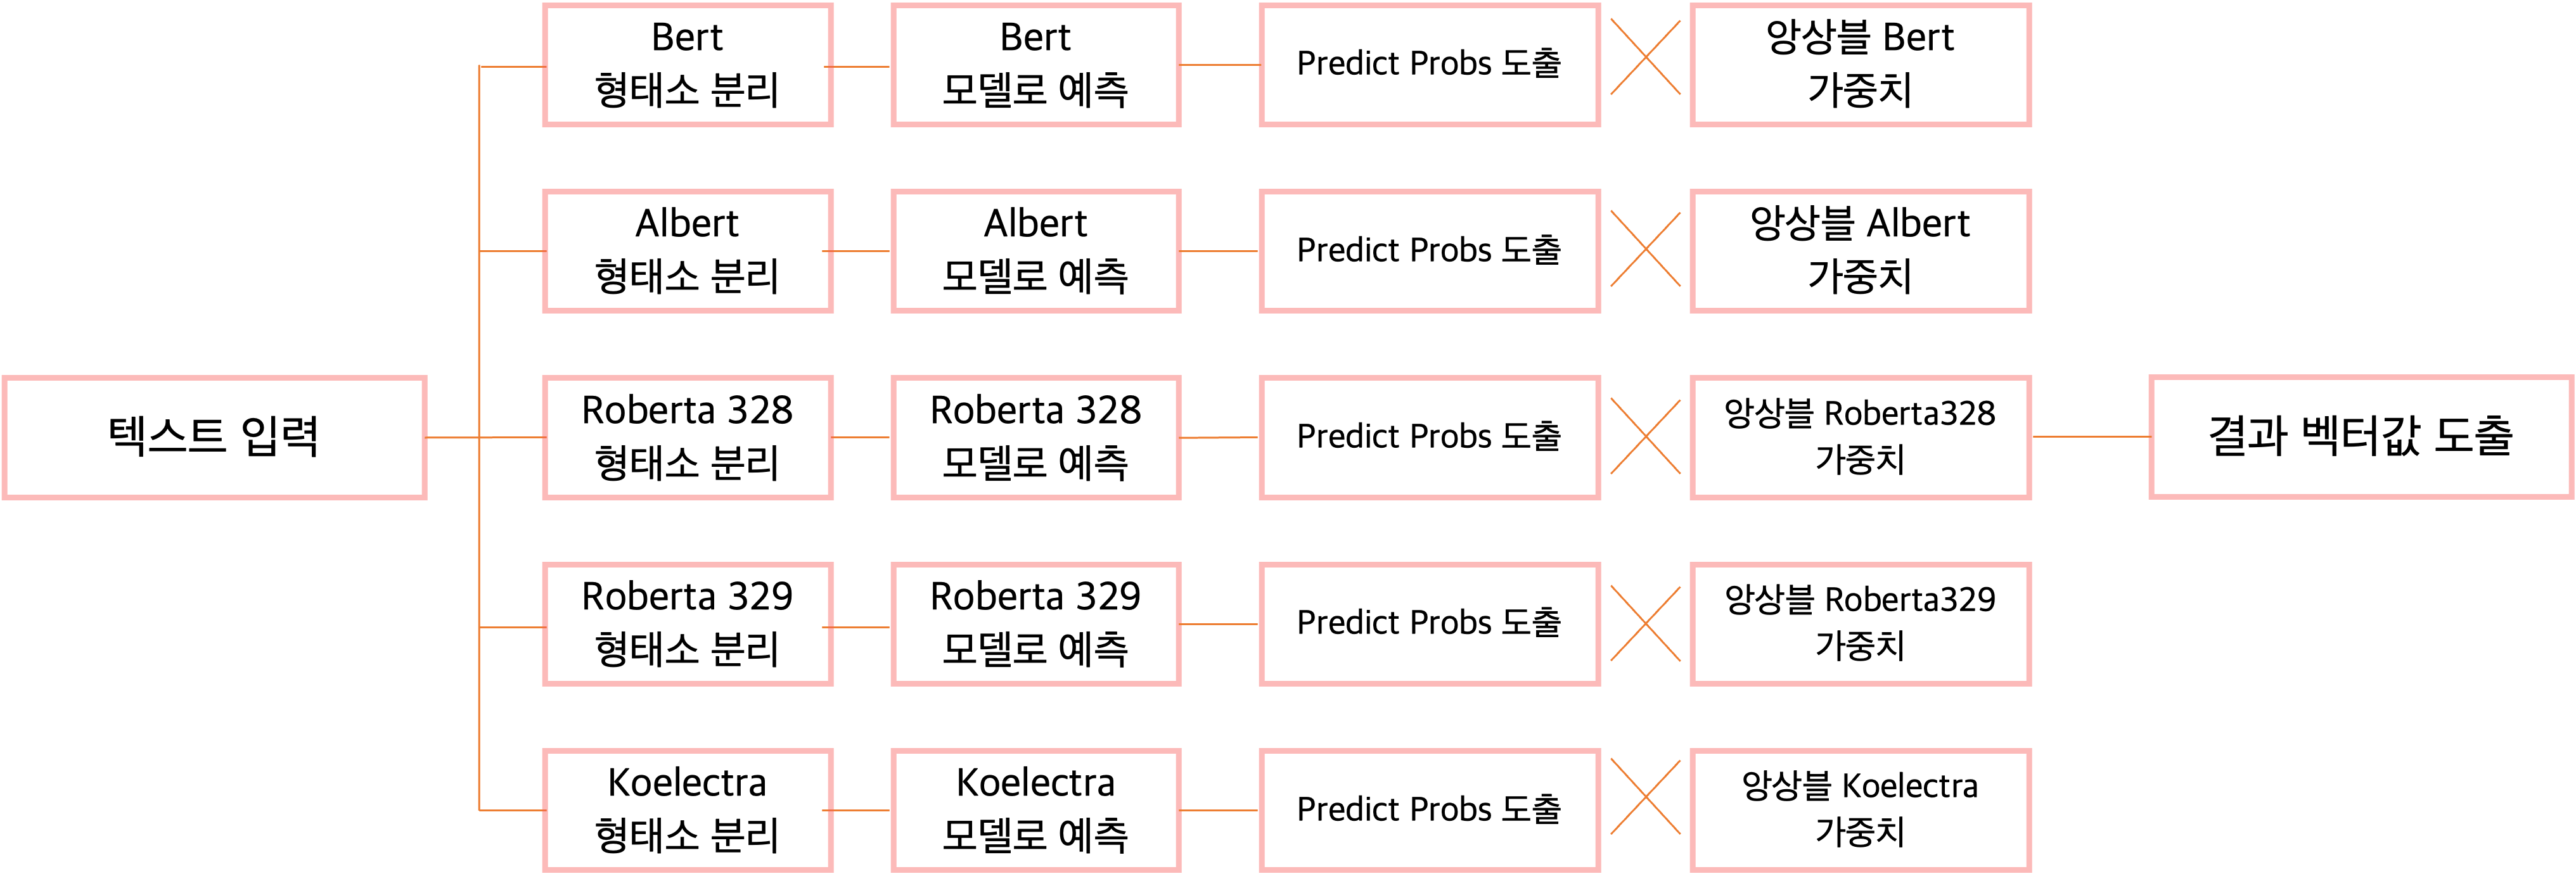 Bert
형태소 분리
Bert
모델로 예측
Predict Probs 도출
앙상블 Bert
가중치
Albert
형태소 분리
Albert
모델로 예측
Predict Probs 도출
앙상블 Albert
가중치
텍스트 입력
Roberta 328
형태소 분리
Roberta 328
모델로 예측
Predict Probs 도출
앙상블 Roberta328
가중치
결과 벡터값 도출
Roberta 329
형태소 분리
Roberta 329
모델로 예측
Predict Probs 도출
앙상블 Roberta329
가중치
Koelectra
형태소 분리
Koelectra
모델로 예측
Predict Probs 도출
앙상블 Koelectra
가중치